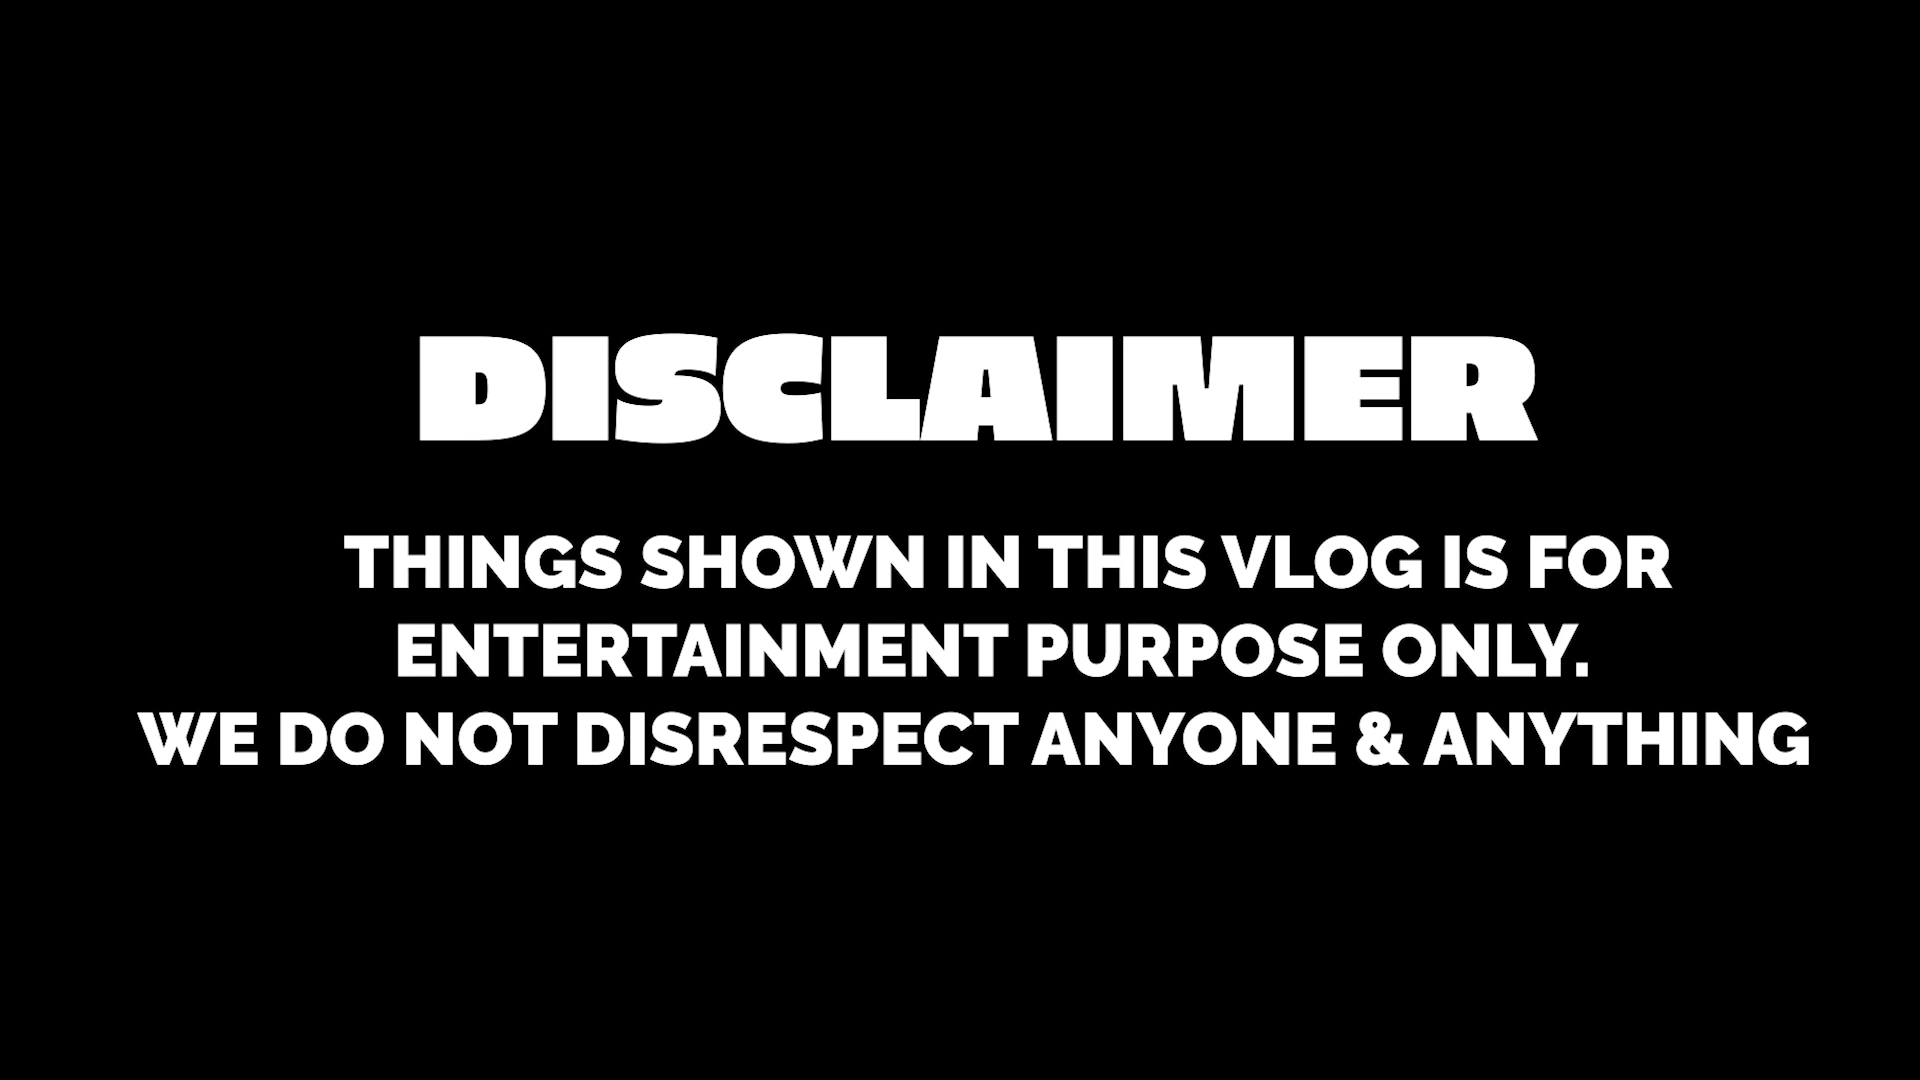 DISCLAIMER
THINGS SHOWN IN THIS VLOG IS FOR
ENTERTAINMENT PURPOSE ONLY.
WE DO NOT DISRESPECT ANYONE & ANYTHING